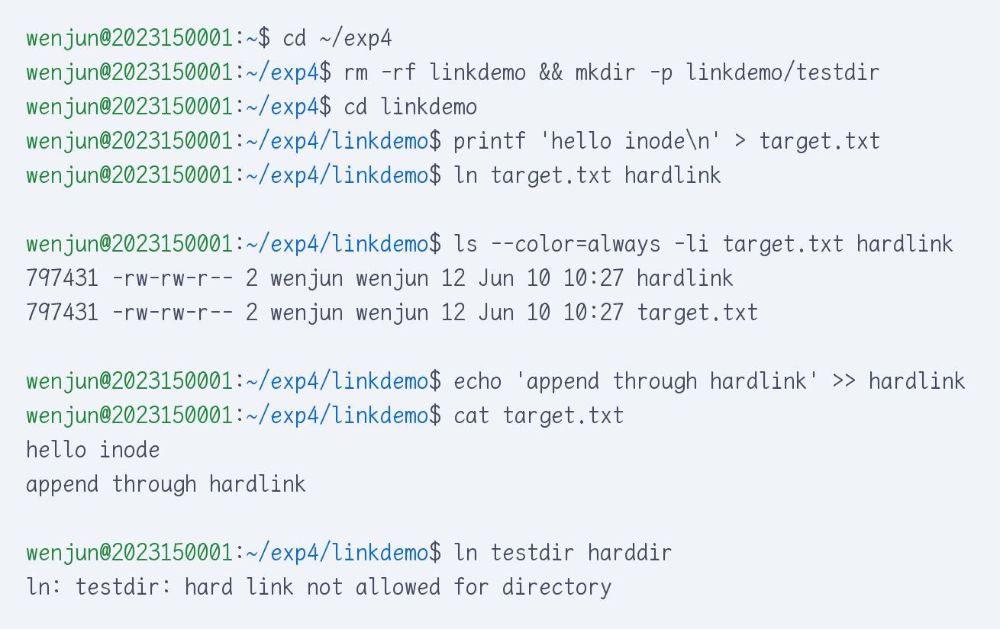 wenjun@2023150001:~$ cd ~/exp4
wenjun@2023150001:~/exp4$ rm -rf linkdemo && mkdir -p linkdemo/testdir
wenjun@2023150001:~/exp4$ cd linkdemo
wenjun@2023150001:~/exp4/linkdemo$ printf 'hello inode\n' > target.txt
wenjun@2023150001:~/exp4/linkdemo$ ln target.txt hardlink
wenjun@2023150001:~/exp4/linkdemo$ ls --color=always -li target.txt hardlink
797431 -rw-rw-r-- 2 wenjun wenjun 12 Jun 10 10:27 hardlink
797431 -rw-rw-r-- 2 wenjun wenjun 12 Jun 10 10:27 target.txt
wenjun@2023150001:~/exp4/linkdemo$ echo 'append through hardlink' >> hardlink
wenjun@2023150001:~/exp4/linkdemo$ cat target.txt
hello inode
append through hardlink
wenjun@2023150001:~/exp4/linkdemo$ ln testdir harddir
ln: testdir: hard link not allowed for directory